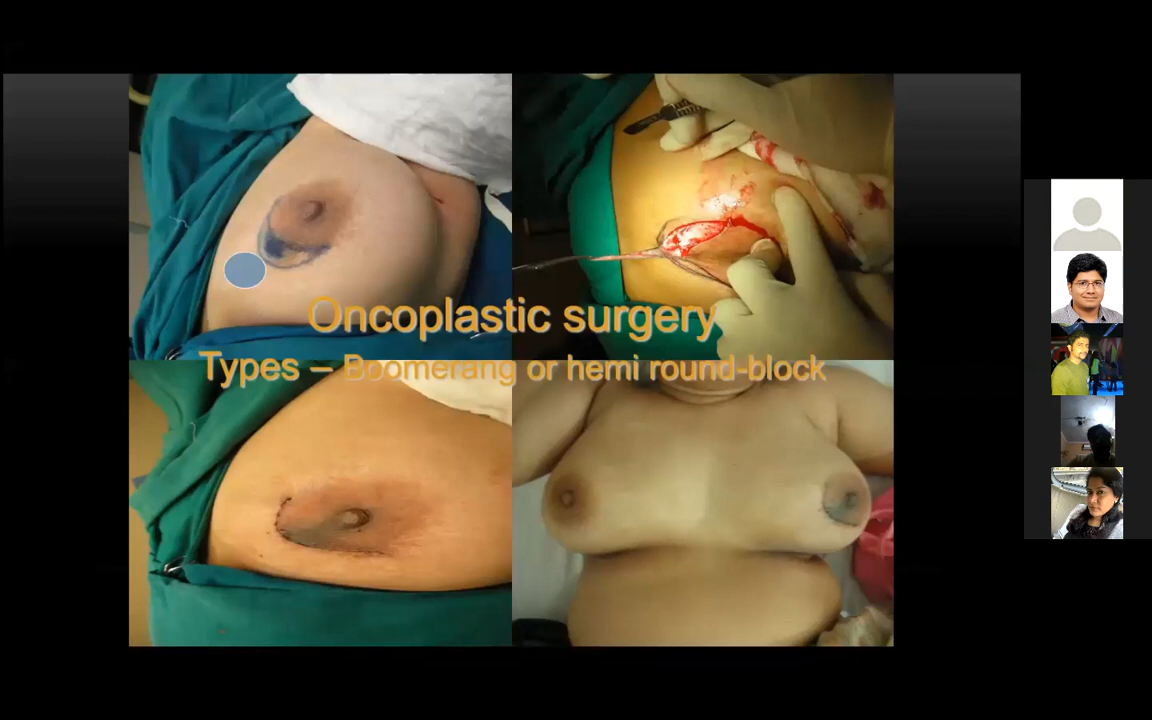 Oncoplastic surgery
Types – Boomerang or hemi round-block